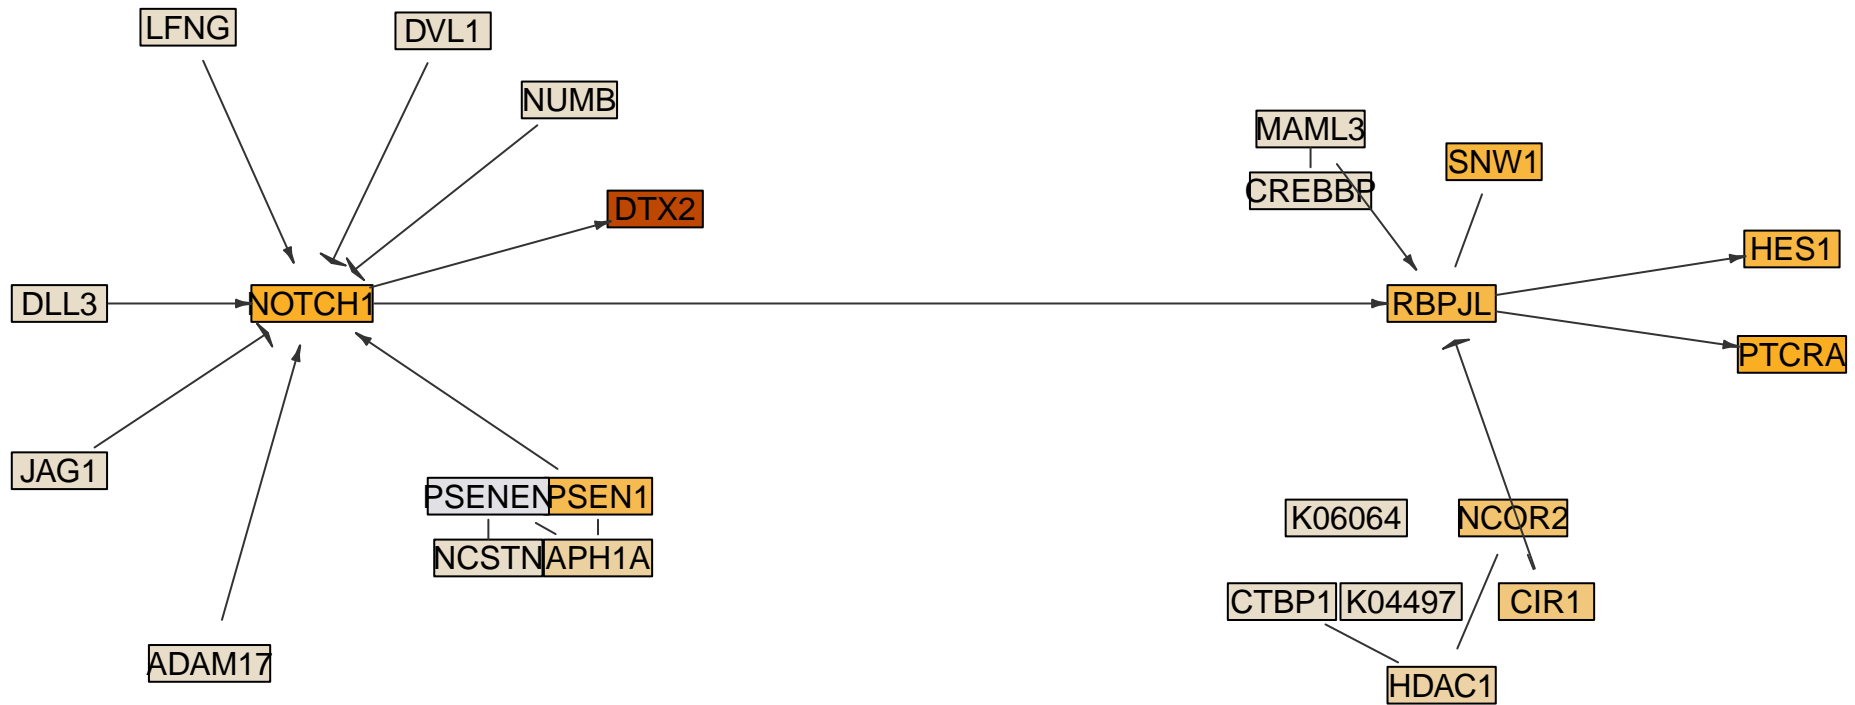 LFNG
DVL1
NUMB
MAML3
SNW1
CREBBP
DTX2
HES1
DLL3
NOTCH1
RBPJL
PTCRA
JAG1
PSENEN
PSEN1
K06064
NCOR2
NCSTN
APH1A
CTBP1
K04497
CIR1
ADAM17
HDAC1